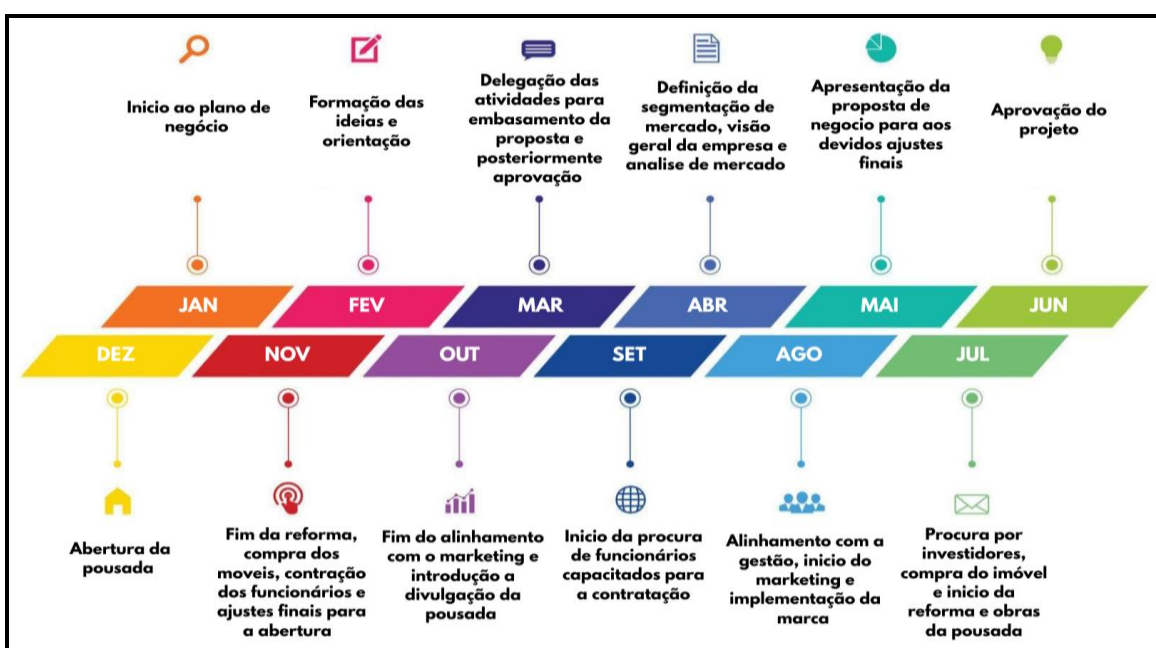 Inicio ao plano de
negócio
Formação das
ideias e
orientação
Delegação das
atividades para
embasamento da
proposta e
posteriormente
aprovação
Definição da
segmentação de
mercado, visão
geral da empresa e
analise de mercado
Apresentação da
proposta de
negocio para aos
devidos ajustes
finais
Aprovação do
projeto
JAN
FEV
MAR
ABR
MAI
JUN
DEZ
NOV
OUT
SET
AGO
JUL
Abertura da
pousada
Fim da reforma,
compra dos
moveis, contração
dos funcionários e
ajustes finais para
a abertura
Fim do alinhamento
com o marketing e
introdução a
divulgação da
pousada
Inicio da procura
de funcionários
capacitados para
a contratação
Alinhamento com a
gestão, inicio do
marketing e
implementação da
marca
Procura por
investidores,
compra do imóvel
e inicio da
reforma e obras
da pousada